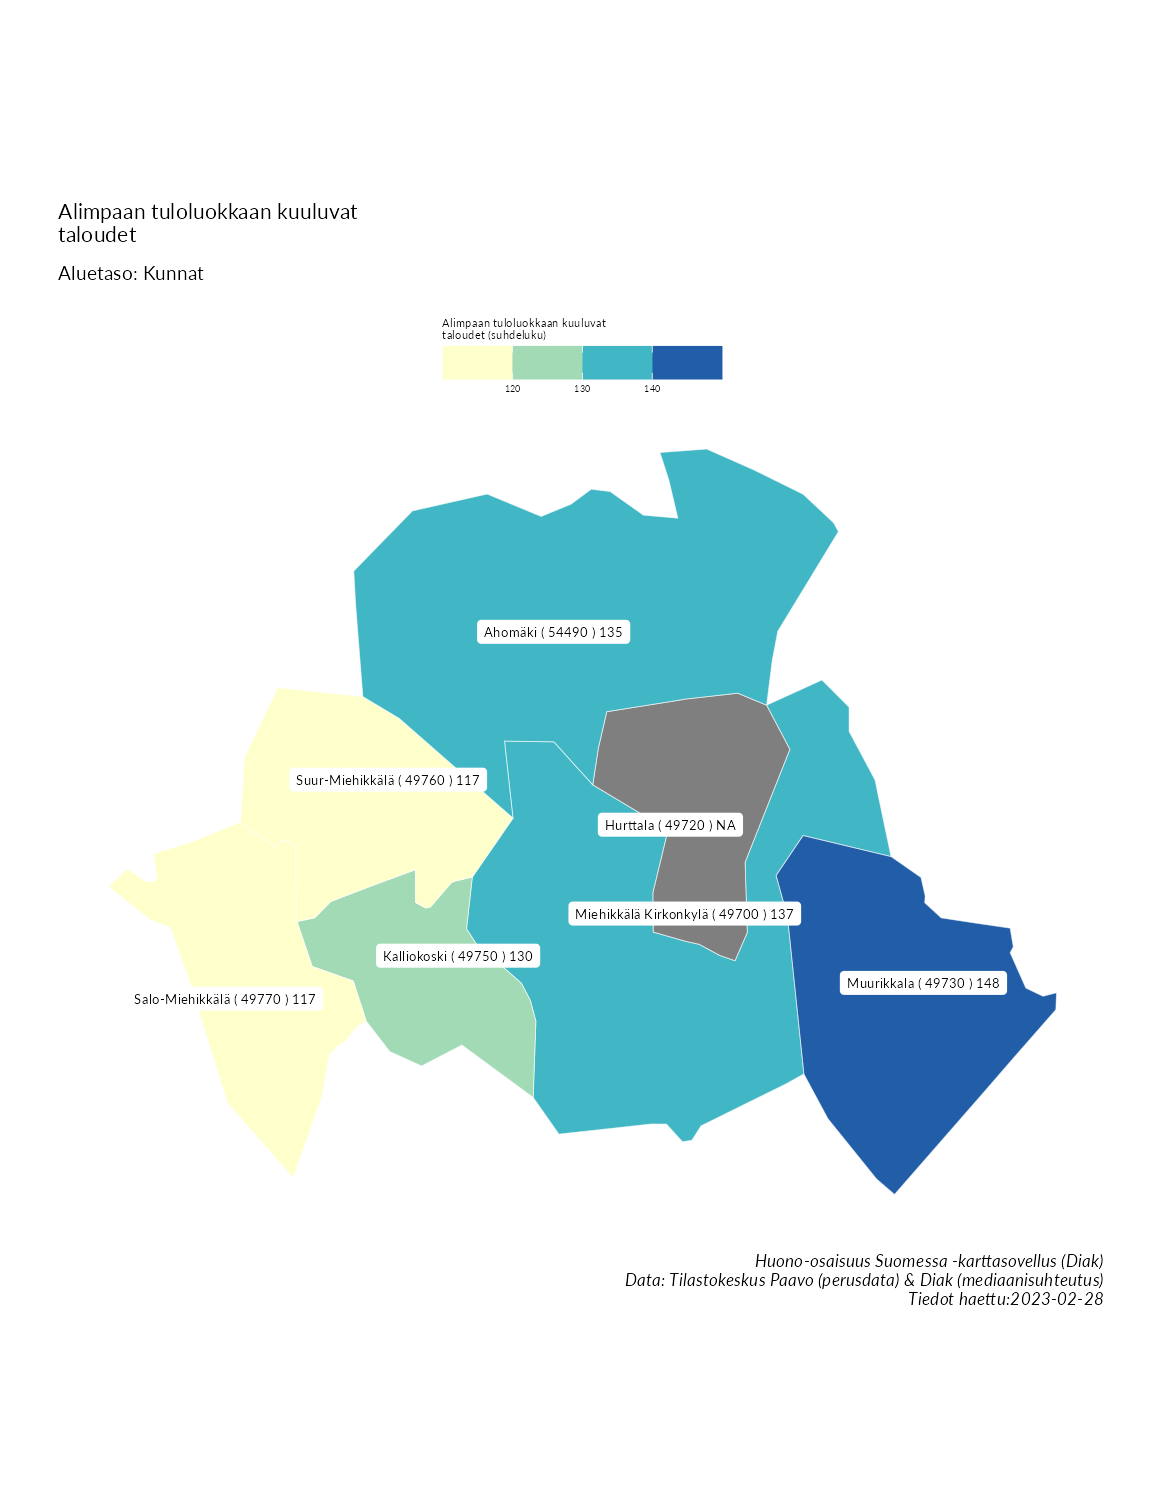 Alimpaan tuloluokkaan kuuluvat
taloudet
Aluetaso: Kunnat
Alimpaan tuloluokkaan kuuluvat
taloudet (suhdeluku)
120 130 140
Ahomäki ( 54490 ) 135
Suur-Miehikkälä ( 49760 ) 117
Hurttala ( 49720 ) NA
Miehikkälä Kirkonkylä ( 49700 ) 137
Kalliokoski ( 49750 ) 130
Muurikkala ( 49730 ) 148
Salo-Miehikkälä ( 49770 ) 117
Huono-osaisuus Suomessa -karttasovellus (Diak)
Data: Tilastokeskus Paavo (perusdata) & Diak (mediaanisuhteutus)
Tiedot haettu:2023-02-28